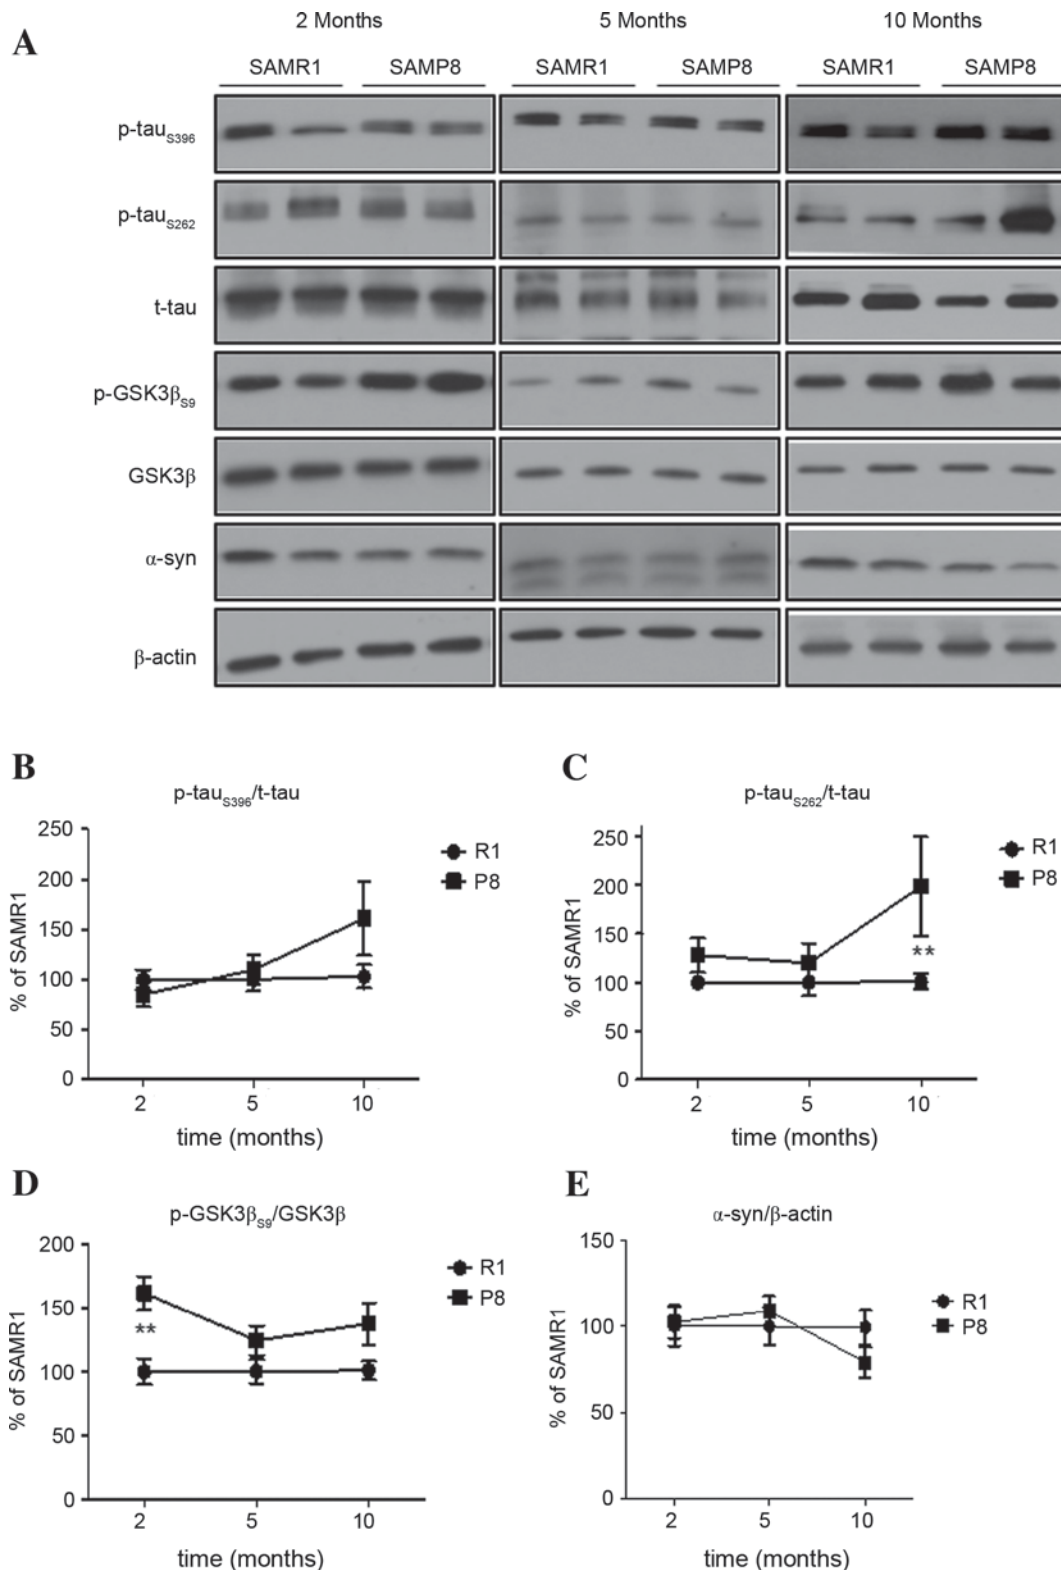 A
2 Months 5 Months 10 Months
SAMR1 SAMP8 SAMR1 SAMP8 SAMR1 SAMP8
p-tauS396
p-tauS262
t-tau
p-GSK3βS9
GSK3β
α-syn
β-actin
B
p-tauS396/t-tau
250
200
150
100
50
0
% of SAMR1
R1
P8
2 5 10
time (months)
C
p-tauS262/t-tau
250
200
150
100
50
0
% of SAMR1
R1
P8
**
2 5 10
time (months)
D
p-GSK3βS9/GSK3β
200
150
100
50
0
% of SAMR1
R1
P8
**
2 5 10
time (months)
E
α-syn/β-actin
150
100
50
0
% of SAMR1
R1
P8
2 5 10
time (months)